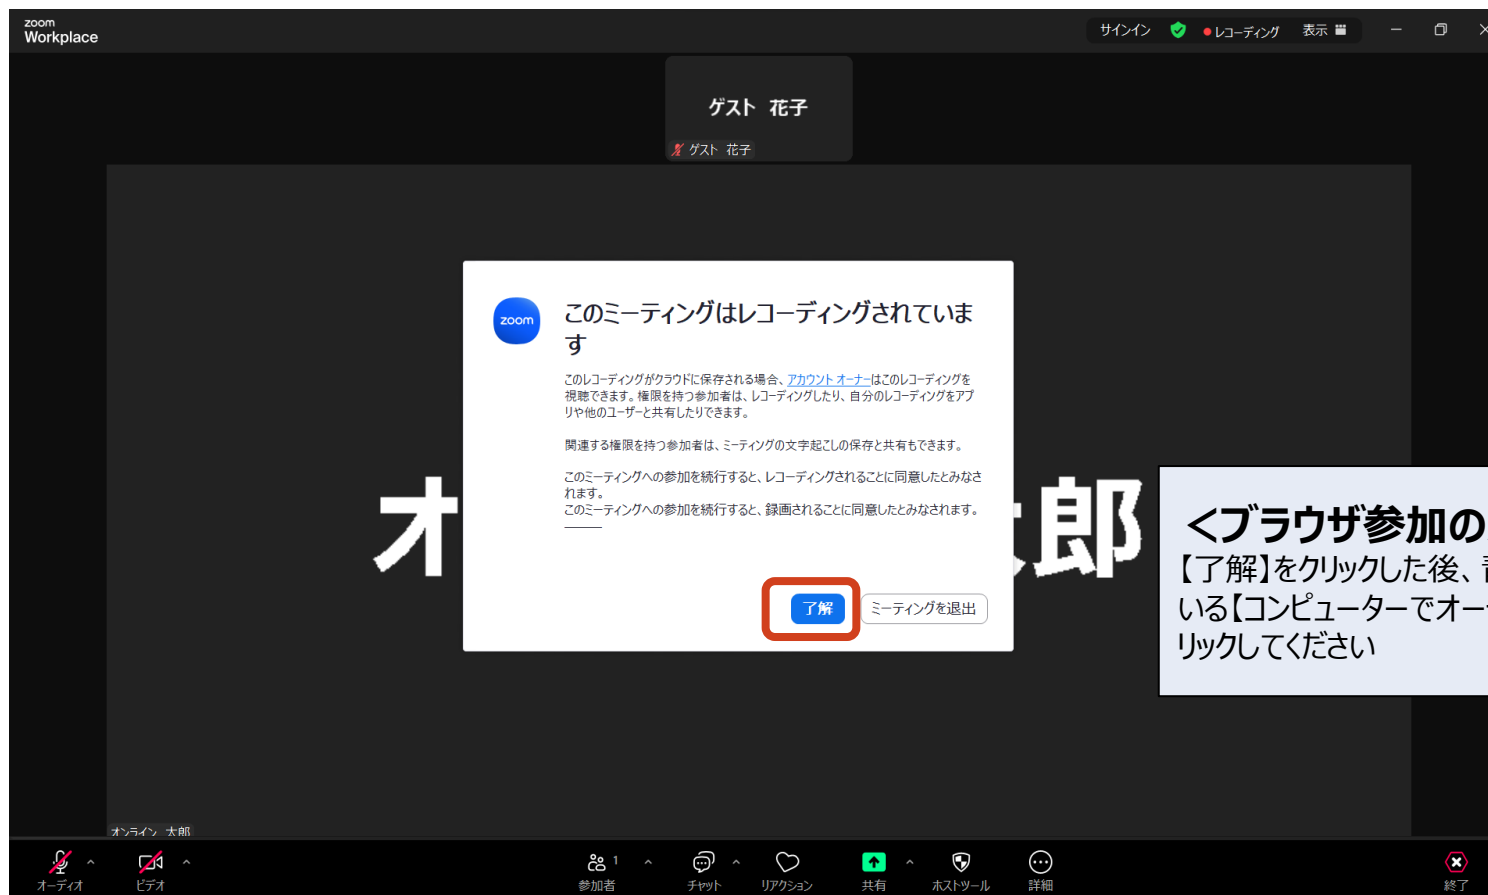 zoom
Workplace
サインイン
レコーディング
表示
ゲスト 花子
ゲスト 花子
zoom
このミーティングはレコーディングされていま
す
このレコーディングがクラウドに保存される場合、アカウント オーナーはこのレコーディングを
視聴できます。権限を持つ参加者は、レコーディングしたり、自分のレコーディングをアプ
リや他のユーザーと共有したりできます。
関連する権限を持つ参加者は、ミーティングの文字起こしの保存と共有もできます。
このミーティングへの参加を続行すると、レコーディングされることに同意したとみなさ
れます。
このミーティングへの参加を続行すると、録画されることに同意したとみなされます。
了解
ミーティングを退出
オ
郎
<ブラウザ参加の
【了解】をクリックした後、
いる【コンピューターでオー
リックしてください
オンライン 太郎
オーディオ
ビデオ
1
参加者
チャット
リアクション
共有
ホストツール
詳細
終了